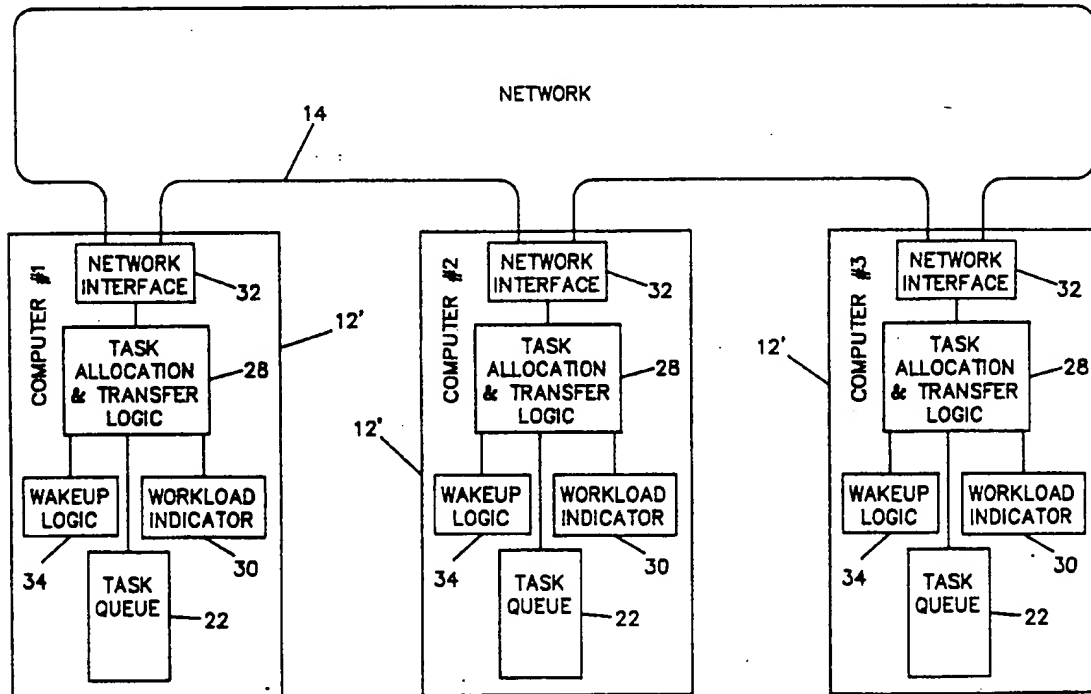 NETWORK
14
COMPUTER #1
NETWORK
INTERFACE
32
TASK
ALLOCATION
& TRANSFER
LOGIC
28
12'
WAKEUP
LOGIC
34
WORKLOAD
INDICATOR
30
TASK
QUEUE
22
COMPUTER #2
NETWORK
INTERFACE
32
TASK
ALLOCATION
& TRANSFER
LOGIC
28
12'
WAKEUP
LOGIC
34
WORKLOAD
INDICATOR
30
TASK
QUEUE
22
COMPUTER #3
NETWORK
INTERFACE
32
TASK
ALLOCATION
& TRANSFER
LOGIC
28
12'
WAKEUP
LOGIC
34
WORKLOAD
INDICATOR
30
TASK
QUEUE
22